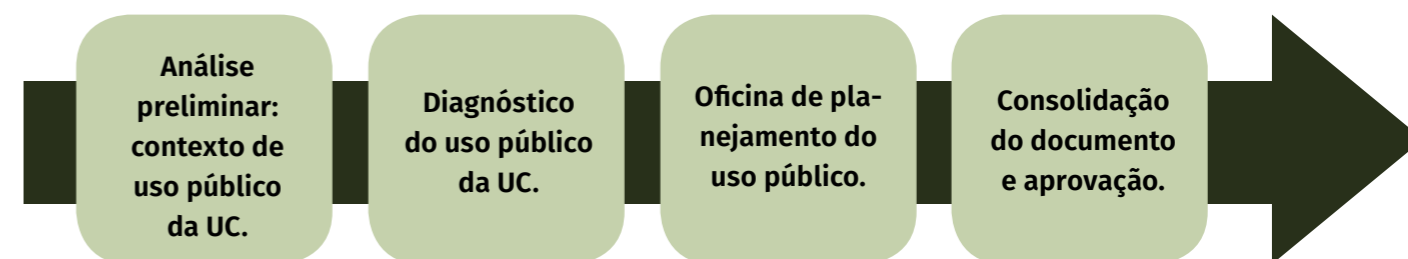 Análise
preliminar:
contexto de
uso público
da UC.
Diagnóstico
do uso público
da UC.
Oficina de pla-
nejamento do
uso público.
Consolidação
do documento
e aprovação.